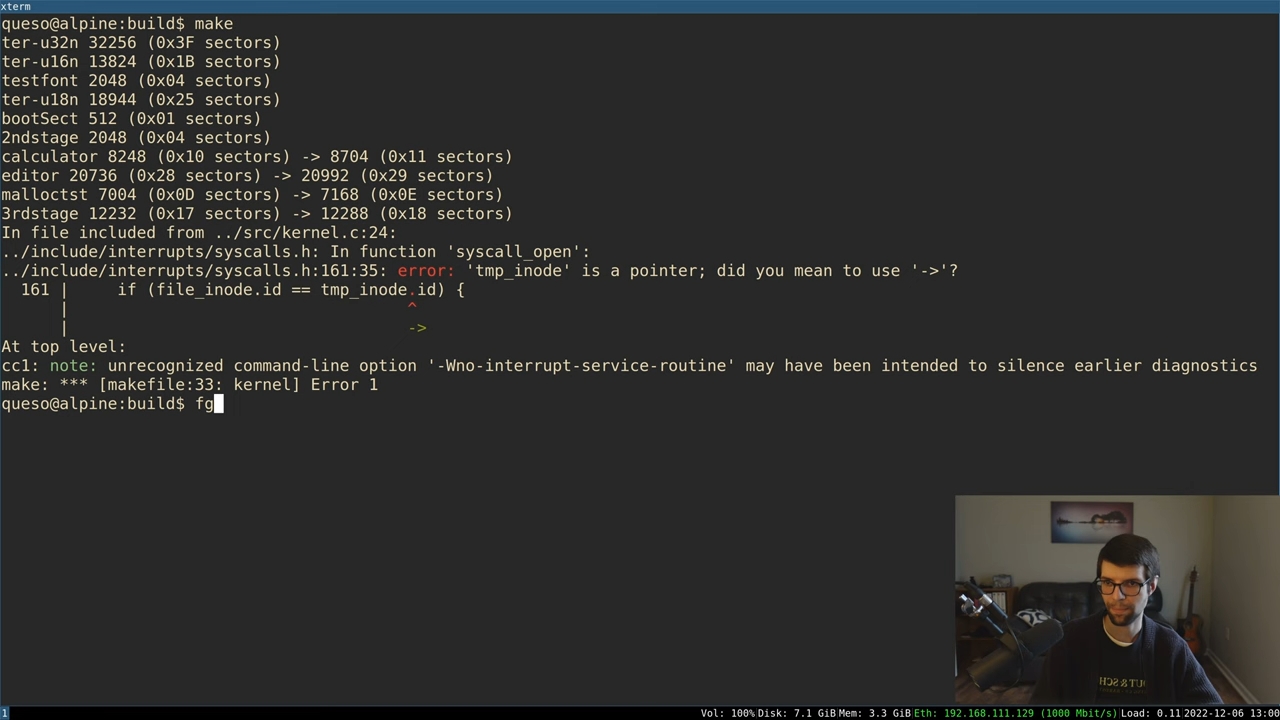 xterm
queso@alpine:build$ make
ter-u32n 32256 (0x3F sectors)
ter-u16n 13824 (0x1B sectors)
testfont 2048 (0x04 sectors)
ter-u18n 18944 (0x25 sectors)
bootSect 512 (0x01 sectors)
2ndstage 2048 (0x04 sectors)
calculator 8248 (0x10 sectors) -> 8704 (0x11 sectors)
editor 20736 (0x28 sectors) -> 20992 (0x29 sectors)
malloctst 7004 (0x0D sectors) -> 7168 (0x0E sectors)
3rdstage 12232 (0x17 sectors) -> 12288 (0x18 sectors)
In file included from ../src/kernel.c:24:
../include/interrupts/syscalls.h: In function 'syscall_open':
../include/interrupts/syscalls.h:161:35: error: 'tmp_inode' is a pointer; did you mean to use '->'?
  161 |     if (file_inode.id == tmp_inode.id) {
      |                                   ^
      |                                   ->
At top level:
cc1: note: unrecognized command-line option '-Wno-interrupt-service-routine' may have been intended to silence earlier diagnostics
make: *** [makefile:33: kernel] Error 1
queso@alpine:build$ fg
1 Vol: 100% Disk: 7.1 GiB Mem: 3.3 GiB Eth: 192.168.111.129 (1000 Mbit/s) Load: 0.11 2022-12-06 13:00